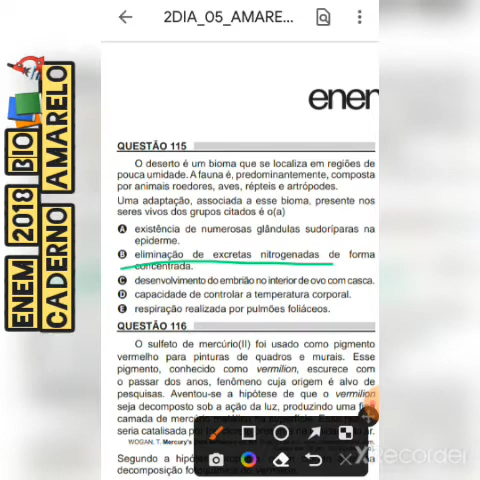 2DIA_05_AMARE...
ENEM 2018 BIO
CADERNO AMARELO
enem
QUESTÃO 115
O deserto é um bioma que se localiza em regiões de
pouca umidade. A fauna é, predominantemente, composta
por animais roedores, aves, répteis e artrópodes.
Uma adaptação, associada a esse bioma, presente nos
seres vivos dos grupos citados é o(a)
A existência de numerosas glândulas sudoríparas na
epiderme.
B eliminação de excretas nitrogenadas de forma
concentrada.
C desenvolvimento do embrião no interior de ovo com casca.
D capacidade de controlar a temperatura corporal.
E respiração realizada por pulmões foliáceos.
QUESTÃO 116
O sulfeto de mercúrio(II) foi usado como pigmento
vermelho para pinturas de quadros e murais. Esse
pigmento, conhecido como vermilion, escurece com
o passar dos anos, fenômeno cuja origem é alvo de
pesquisas. Aventou-se a hipótese de que o vermilion
seja decomposto sob a ação da luz, produzindo uma
camada de mercúrio
seria catalisada por
WOGAN, T. Mercury's
Segundo a
decomposição
XRecorder